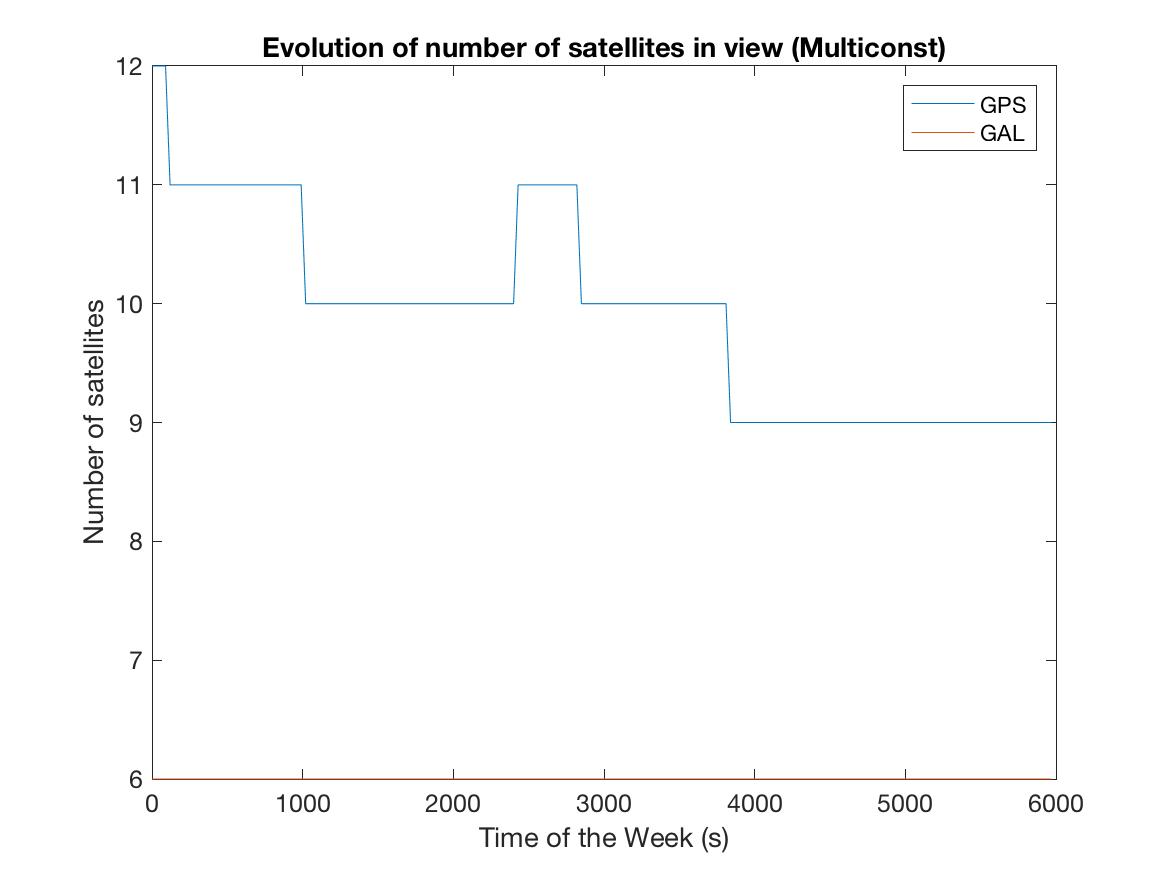 Evolution of number of satellites in view (Multiconst)
GPS
GAL
12
11
10
9
8
7
6
Number of satellites
0 1000 2000 3000 4000 5000 6000
Time of the Week (s)